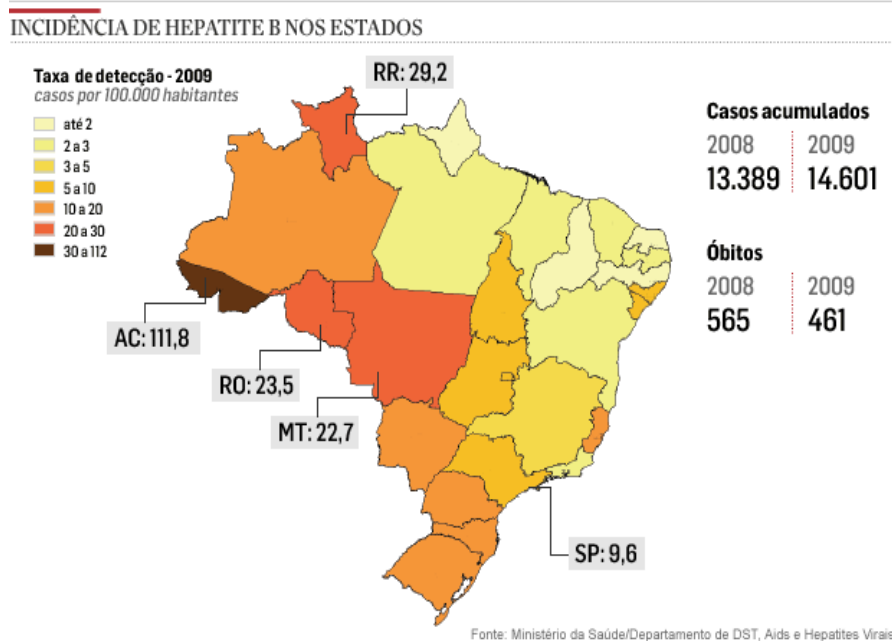 INCIDÊNCIA DE HEPATITE B NOS ESTADOS
Taxa de detecção - 2009
casos por 100.000 habitantes
até 2
2 a 3
3 a 5
5 a 10
10 a 20
20 a 30
30 a 112
RR: 29,2
AC: 111,8
RO: 23,5
MT: 22,7
SP: 9,6
Casos acumulados
2008 2009
13.389 14.601
Óbitos
2008 2009
565 461
Fonte: Ministério da Saúde/Departamento de DST, Aids e Hepatites Virais